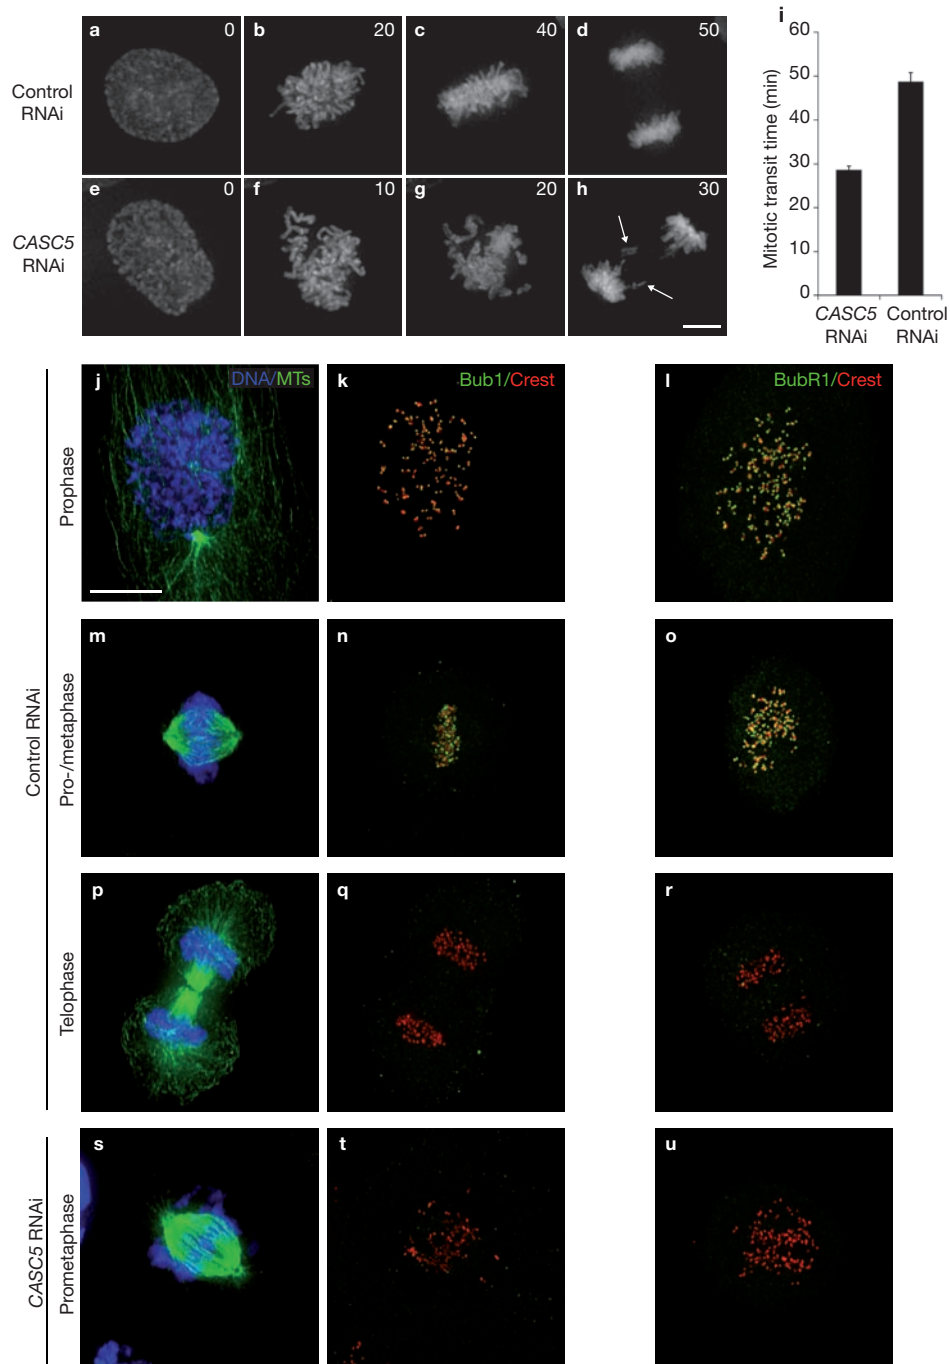 a 0
b 20
c 40
d 50
Control
RNAi
e 0
f 10
g 20
h 30
CASC5
RNAi
i
Mitotic transit time (min)
60
50
40
30
20
10
0
CASC5
RNAi
Control
RNAi
j DNA/MTs
k Bub1/Crest
l BubR1/Crest
Prophase
Control RNAi
m
n
o
Pro-/metaphase
p
q
r
Telophase
s
t
u
CASC5 RNAi
Prometaphase